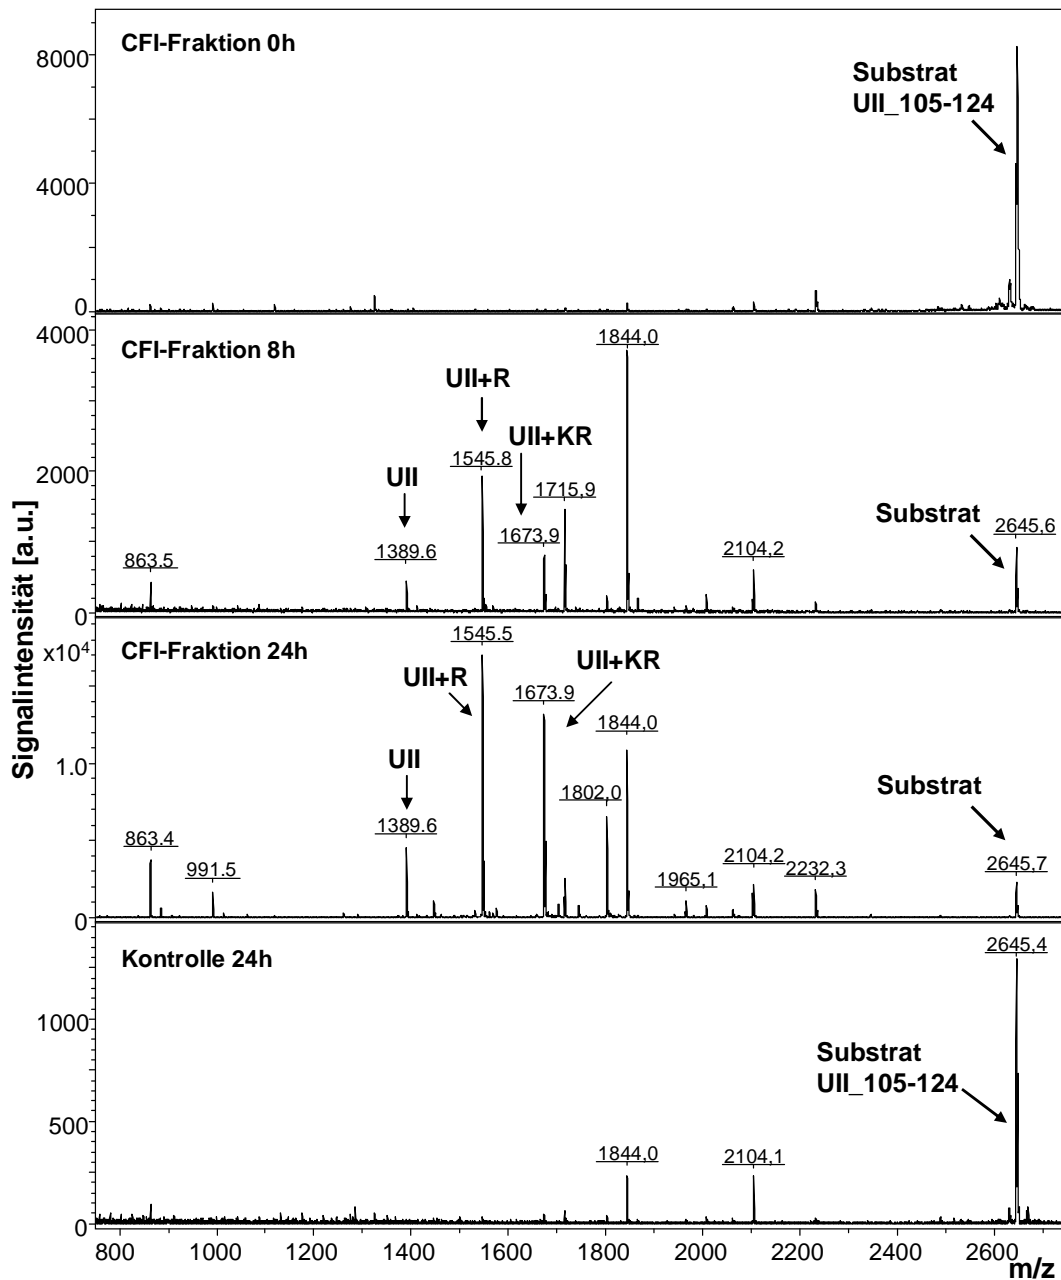 Signalintensität [a.u.]
CFI-Fraktion 0h
Substrat
UII_105-124
8000
4000
0
CFI-Fraktion 8h
1844,0
4000
UII+R
UII+KR
1545.8
UII
1715,9
2000
Substrat
1673,9
2645,6
1389.6
2104,2
863.5
0
CFI-Fraktion 24h
1545.5
x10⁴
UII+R
UII+KR
1673.9
1844,0
UII
1.0
Substrat
1802,0
1389.6
863.4
2104,2
2645,7
991.5
2232,3
1965,1
0
Kontrolle 24h
2645,4
1000
Substrat
UII_105-124
500
1844,0
2104,1
0
800 1000 1200 1400 1600 1800 2000 2200 2400 2600
m/z